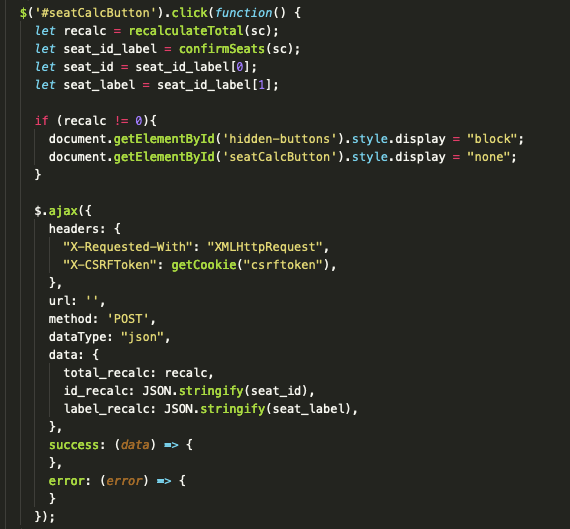 $('#seatCalcButton').click(function() {
let recalc = recalculateTotal(sc);
let seat_id_label = confirmSeats(sc);
let seat_id = seat_id_label[0];
let seat_label = seat_id_label[1];
if (recalc != 0){
document.getElementById('hidden-buttons').style.display = "block";
document.getElementById('seatCalcButton').style.display = "none";
}
$.ajax({
headers: {
"X-Requested-With": "XMLHttpRequest",
"X-CSRFToken": getCookie("csrftoken"),
},
url: '',
method: 'POST',
dataType: "json",
data: {
total_recalc: recalc,
id_recalc: JSON.stringify(seat_id),
label_recalc: JSON.stringify(seat_label),
},
success: (data) => {
},
error: (error) => {
}
});